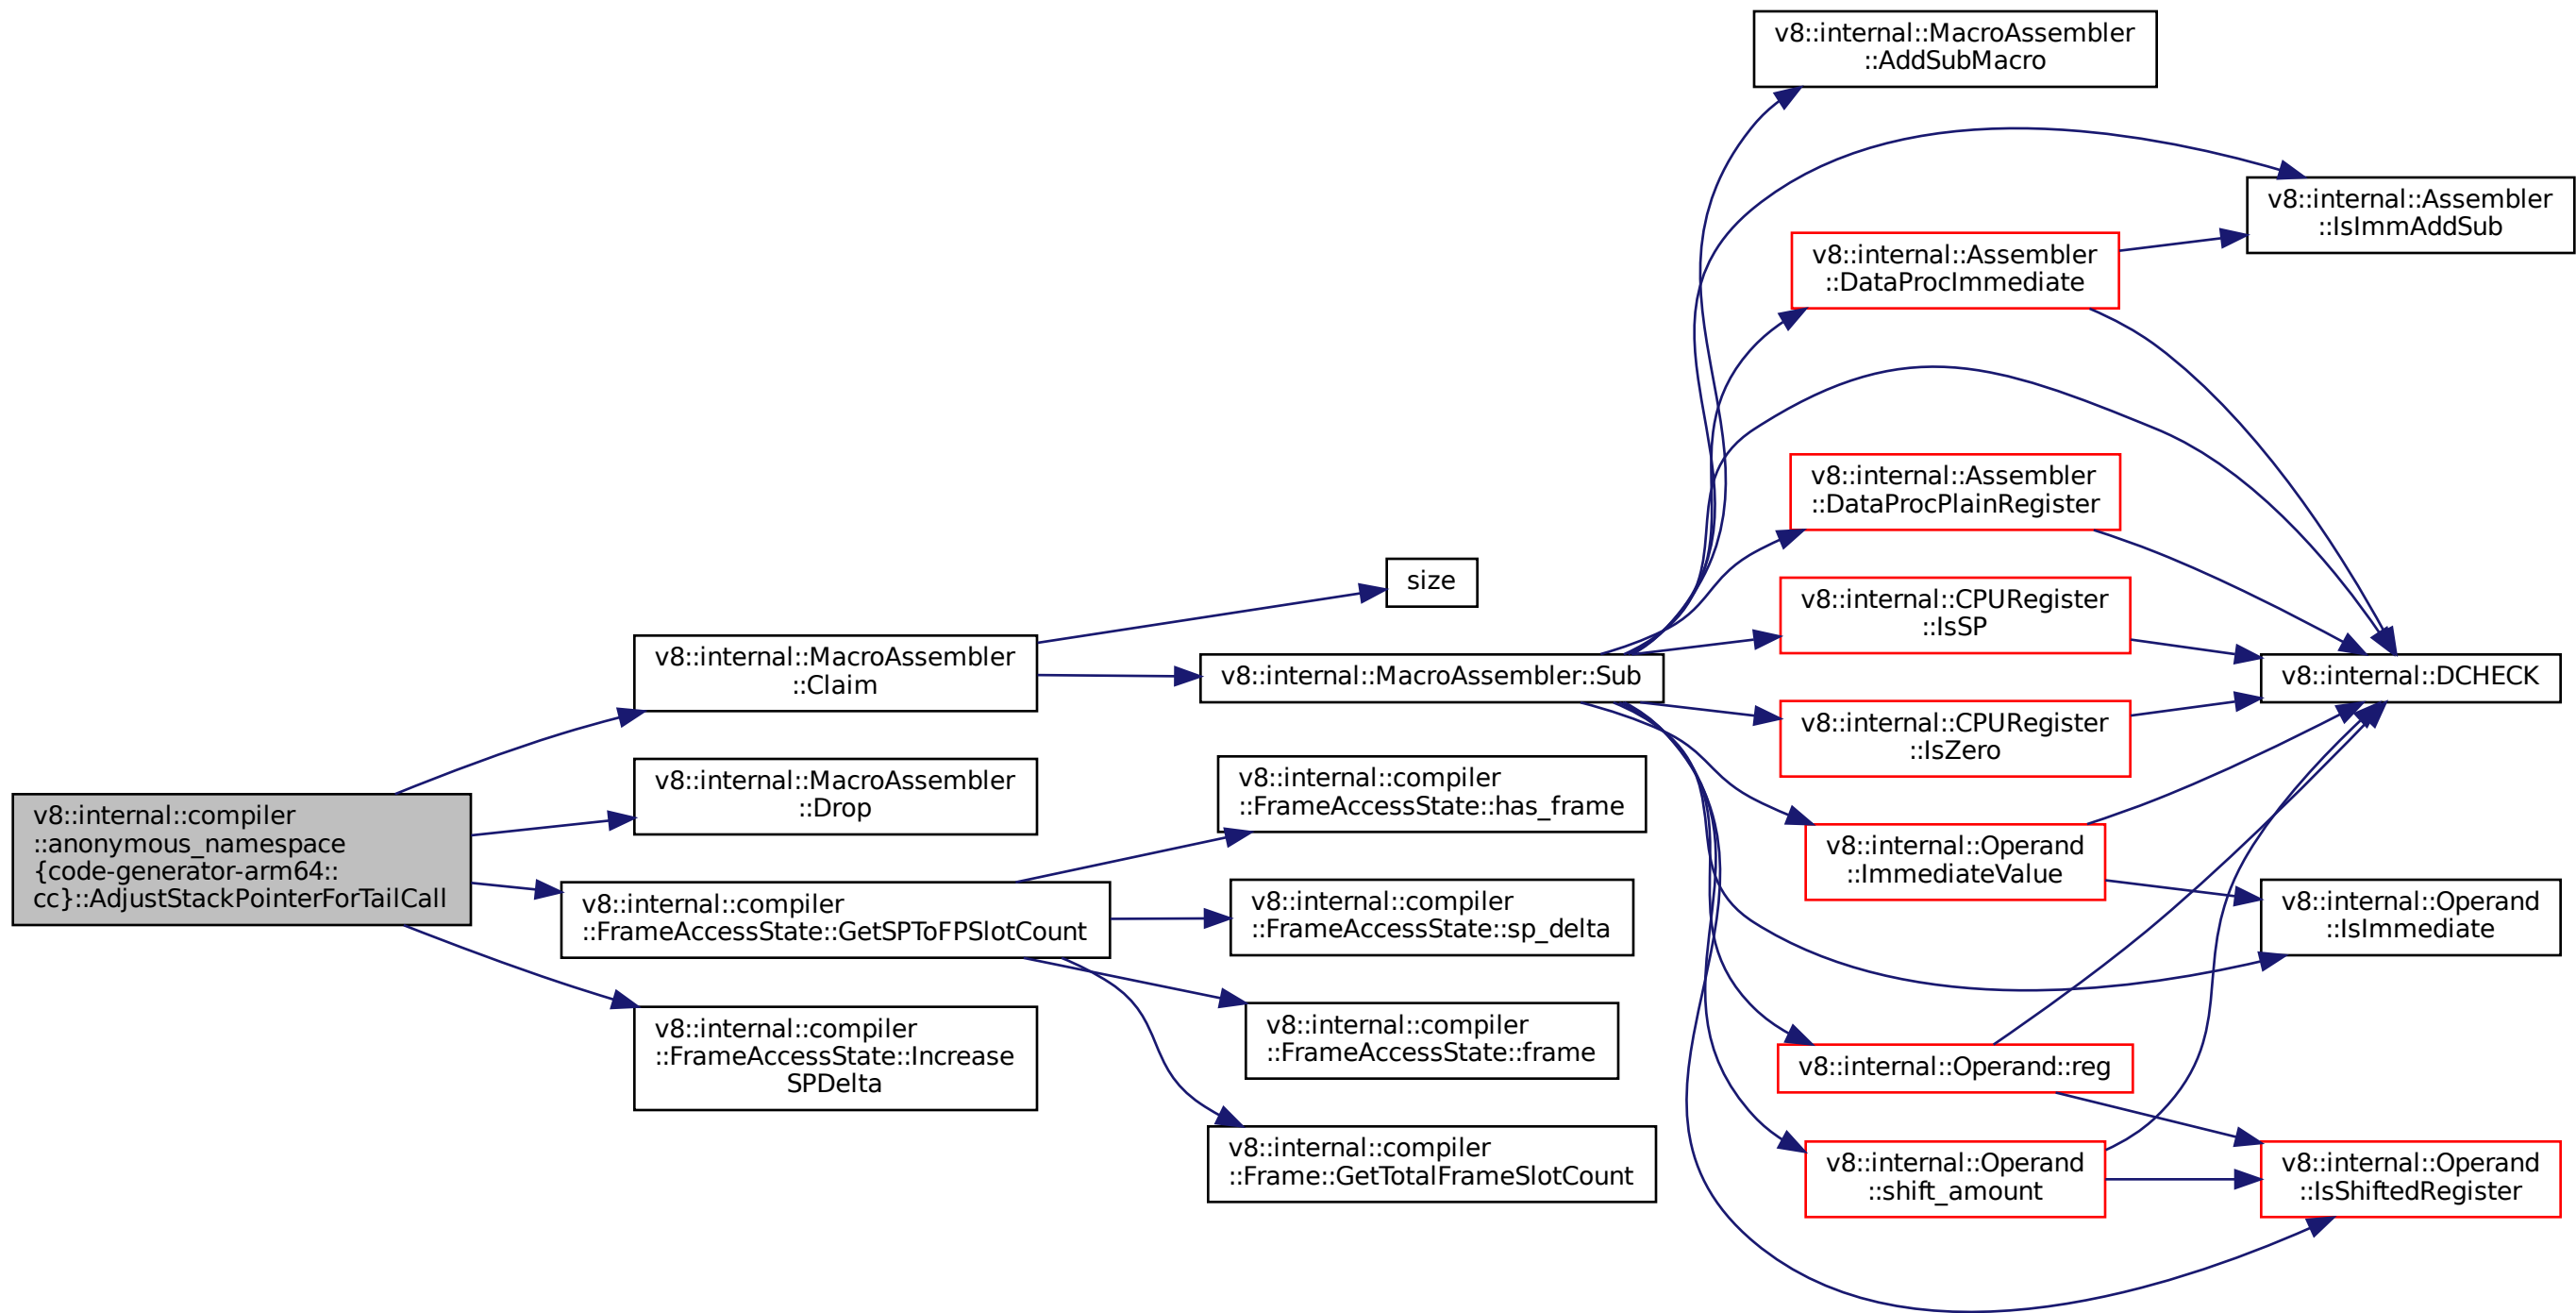 v8::internal::compiler
::anonymous_namespace
{code-generator-arm64::
cc}::AdjustStackPointerForTailCall
v8::internal::MacroAssembler
::Claim
v8::internal::MacroAssembler
::Drop
v8::internal::compiler
::FrameAccessState::GetSPToFPSlotCount
v8::internal::compiler
::FrameAccessState::Increase
SPDelta
size
v8::internal::MacroAssembler::Sub
v8::internal::compiler
::FrameAccessState::has_frame
v8::internal::compiler
::FrameAccessState::sp_delta
v8::internal::compiler
::FrameAccessState::frame
v8::internal::compiler
::Frame::GetTotalFrameSlotCount
v8::internal::MacroAssembler
::AddSubMacro
v8::internal::Assembler
::DataProcImmediate
v8::internal::Assembler
::DataProcPlainRegister
v8::internal::CPURegister
::IsSP
v8::internal::CPURegister
::IsZero
v8::internal::Operand
::ImmediateValue
v8::internal::Operand::reg
v8::internal::Operand
::shift_amount
v8::internal::Assembler
::IsImmAddSub
v8::internal::DCHECK
v8::internal::Operand
::IsImmediate
v8::internal::Operand
::IsShiftedRegister